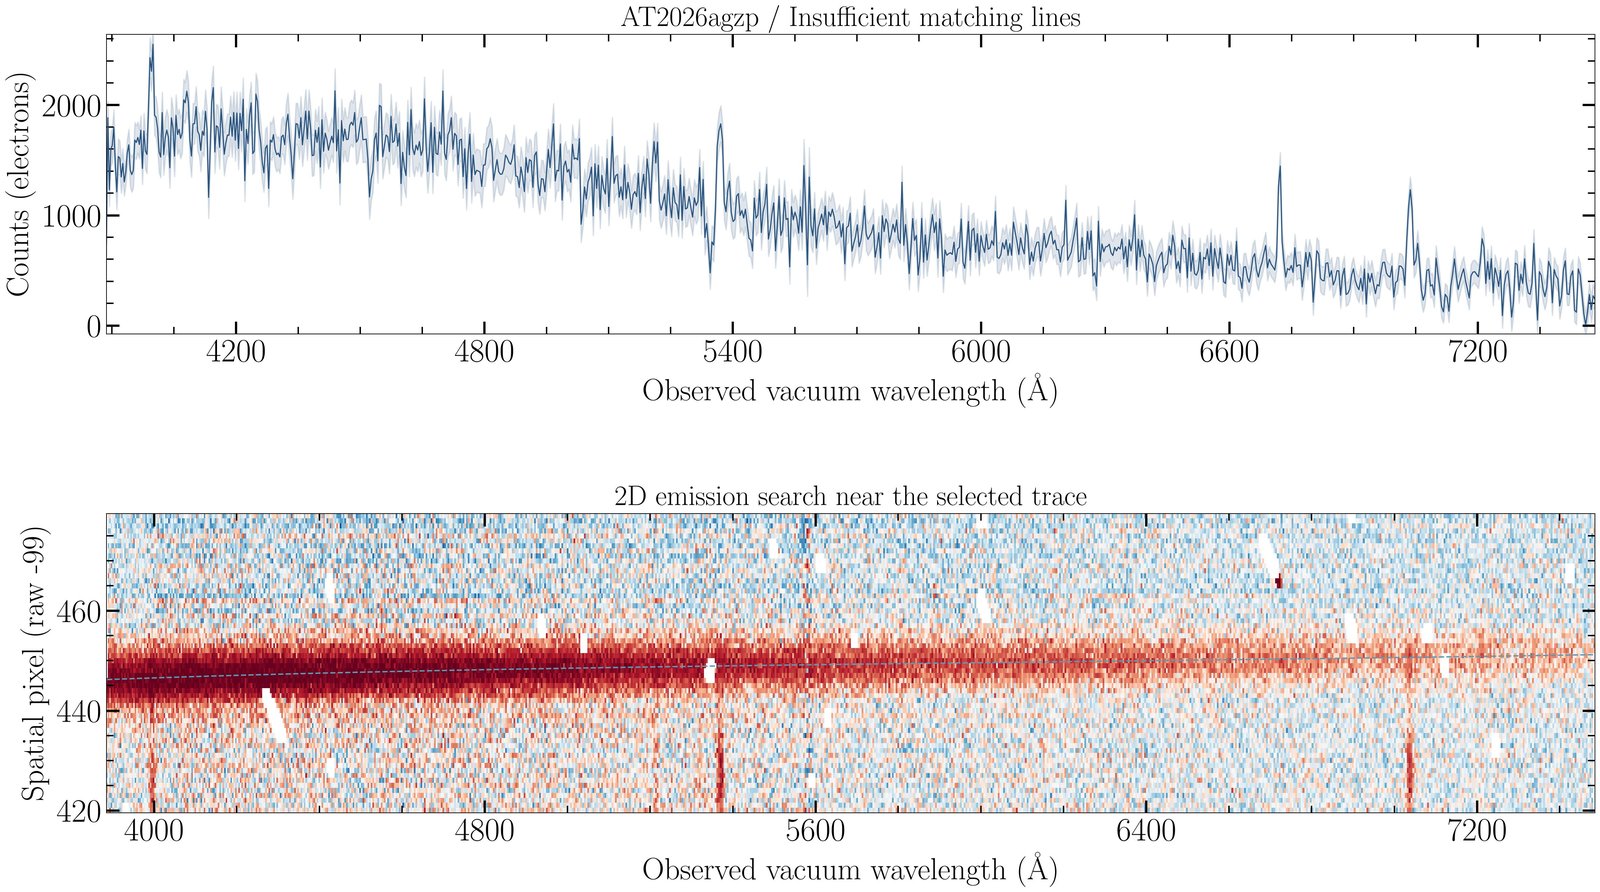 AT2026agzp / Insufficient matching lines
Counts (electrons)
2000
1000
0
4200 4800 5400 6000 6600 7200
Observed vacuum wavelength (Å)
2D emission search near the selected trace
Spatial pixel (raw -99)
460
440
420
4000 4800 5600 6400 7200
Observed vacuum wavelength (Å)